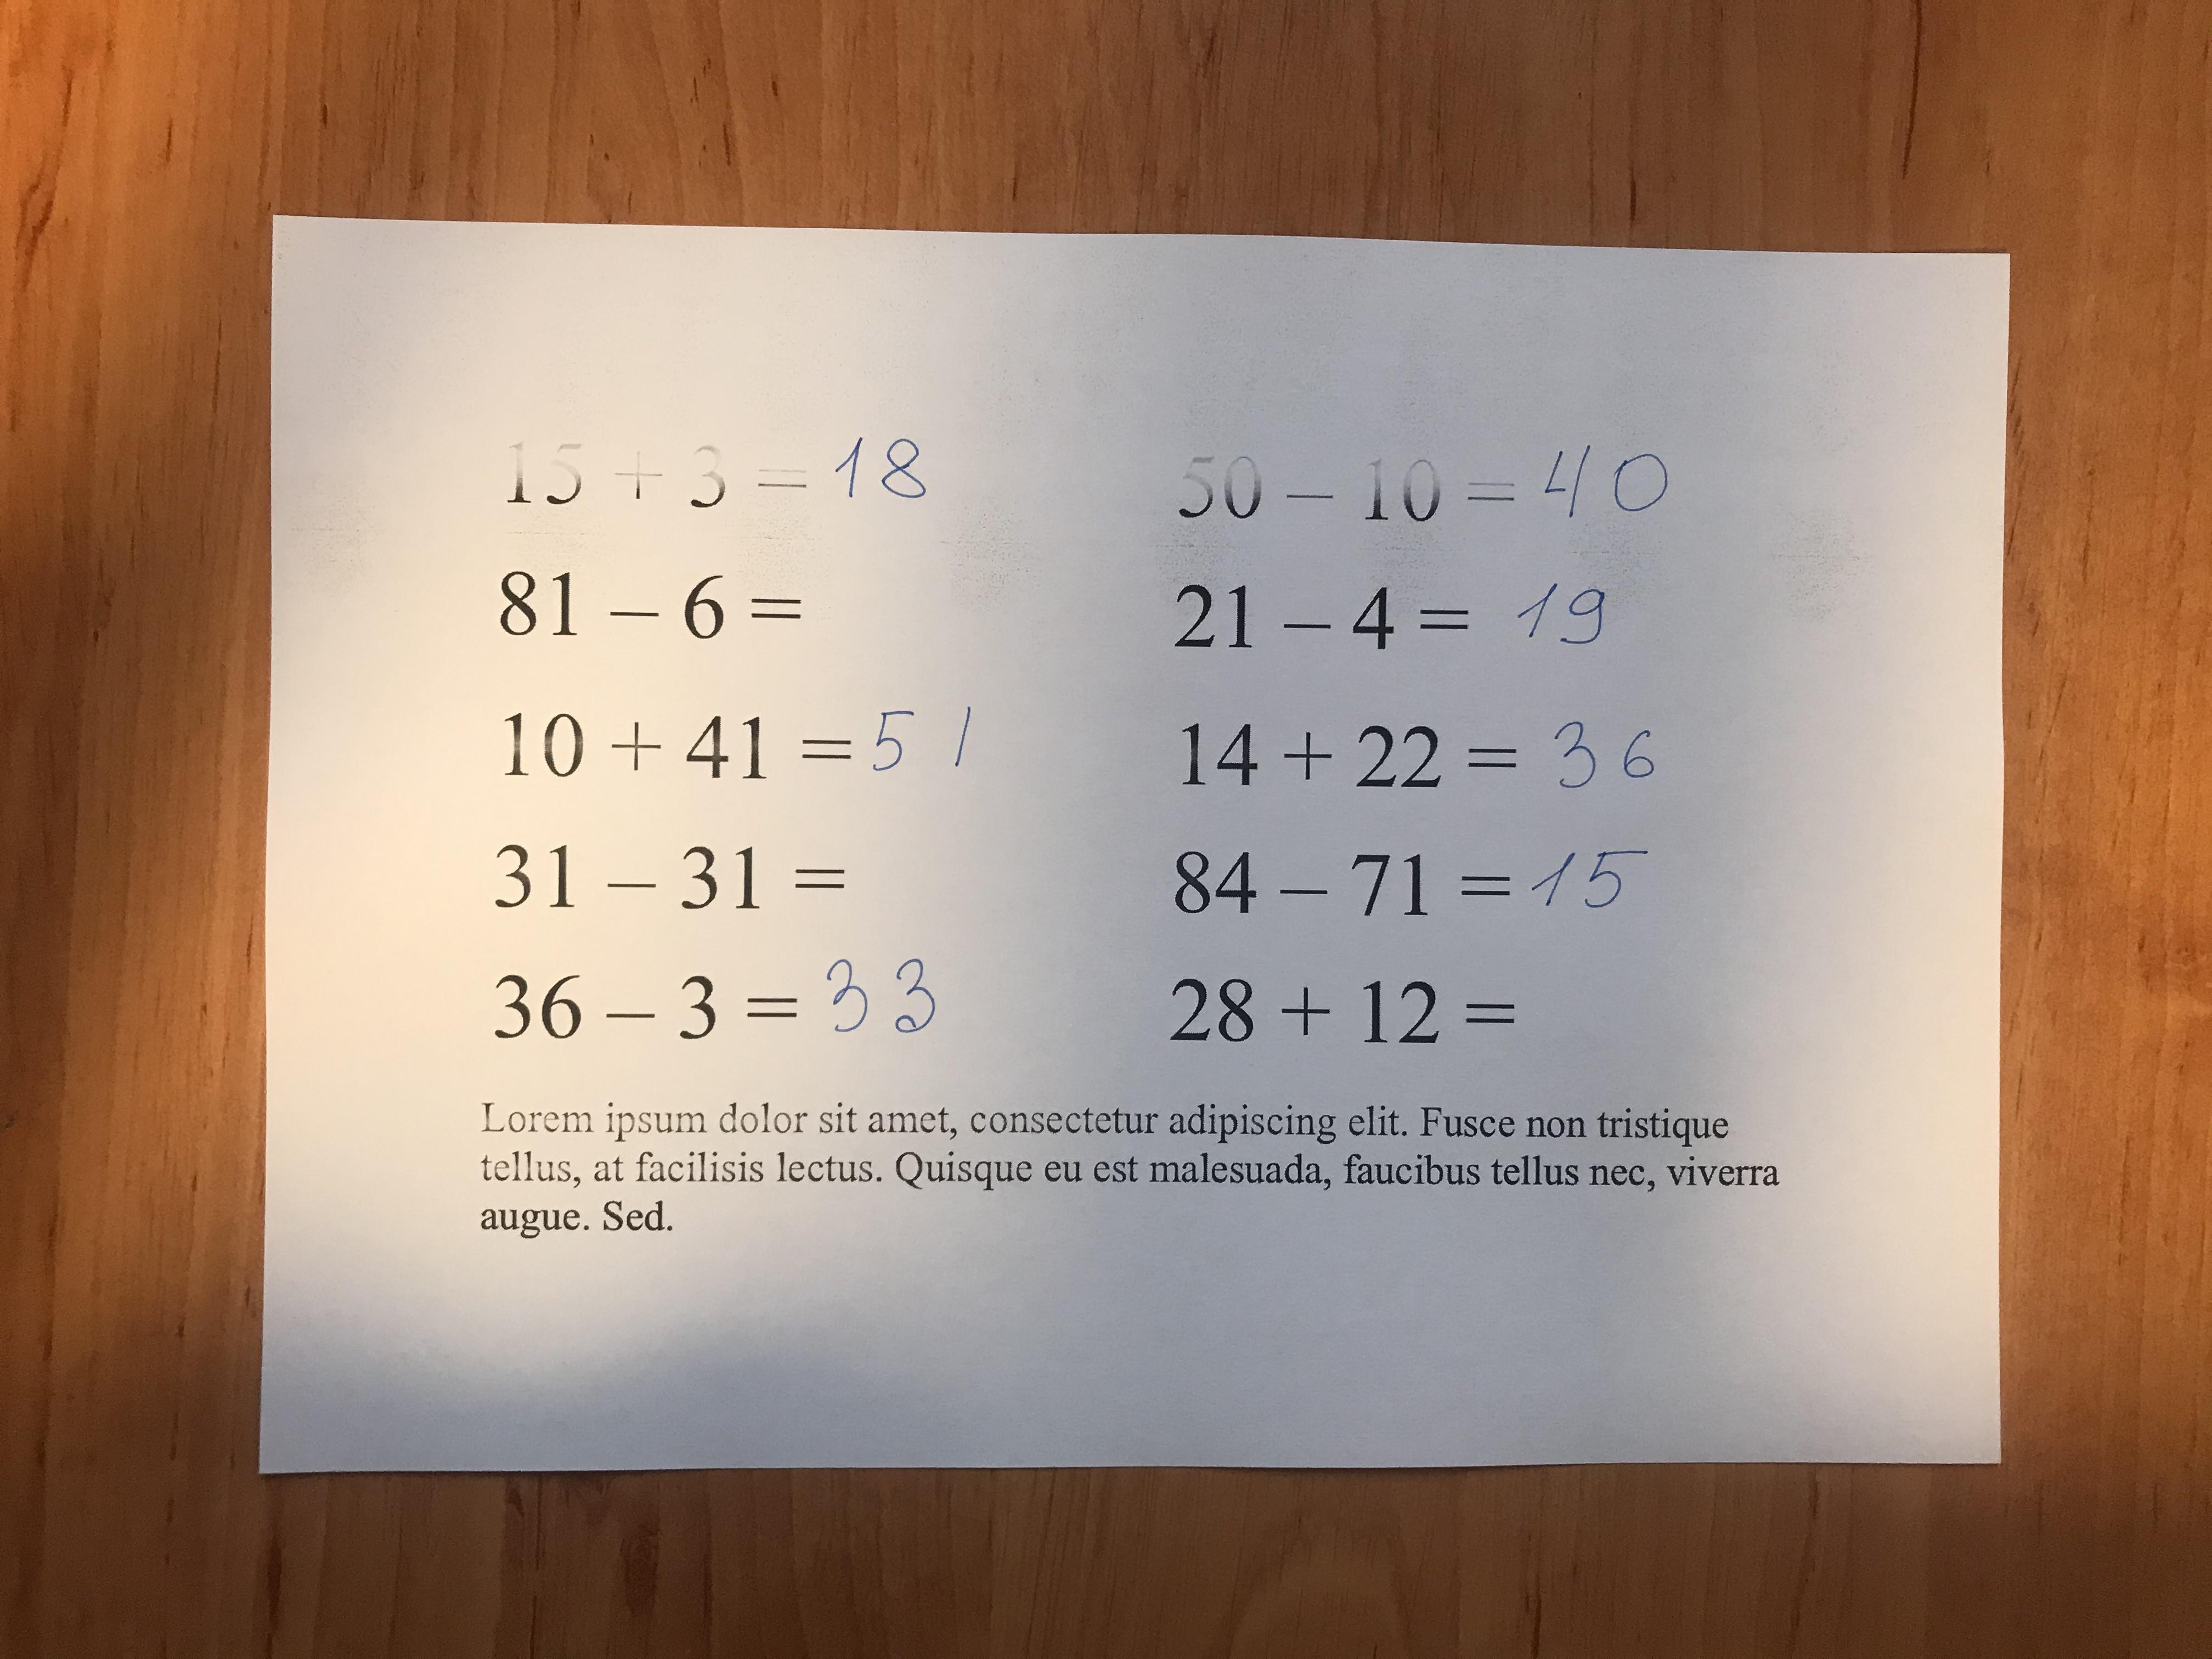 15 + 3 = 18
50 – 10 = 40
81 – 6 =
21 – 4 = 19
10 + 41 = 51
14 + 22 = 36
31 – 31 =
84 – 71 = 15
36 – 3 = 33
28 + 12 =
Lorem ipsum dolor sit amet, consectetur adipiscing elit. Fusce non tristique
tellus, at facilisis lectus. Quisque eu est malesuada, faucibus tellus nec, viverra
augue. Sed.